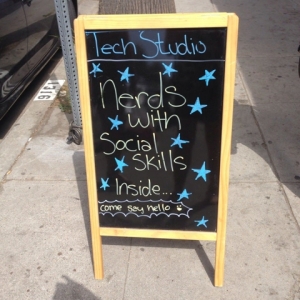 Tech Studio
Nerds
with
Social
Skills
Inside...
come say hello